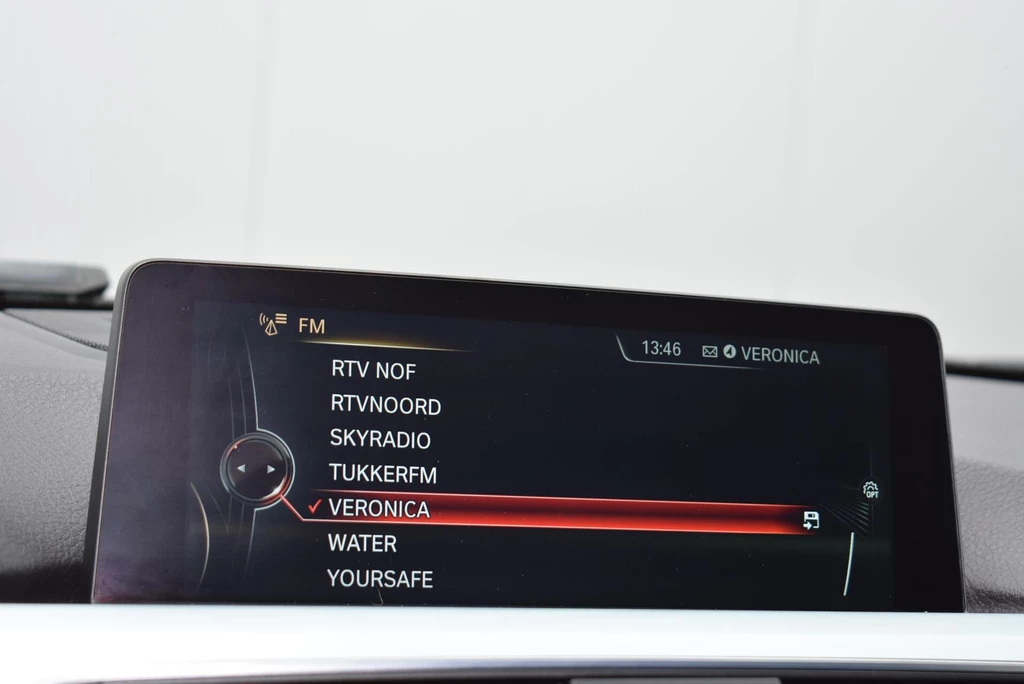 FM
13:46 VERONICA
RTV NOF
RTVNOORD
SKYRADIO
TUKKERFM
VERONICA
OPT
WATER
YOURSAFE